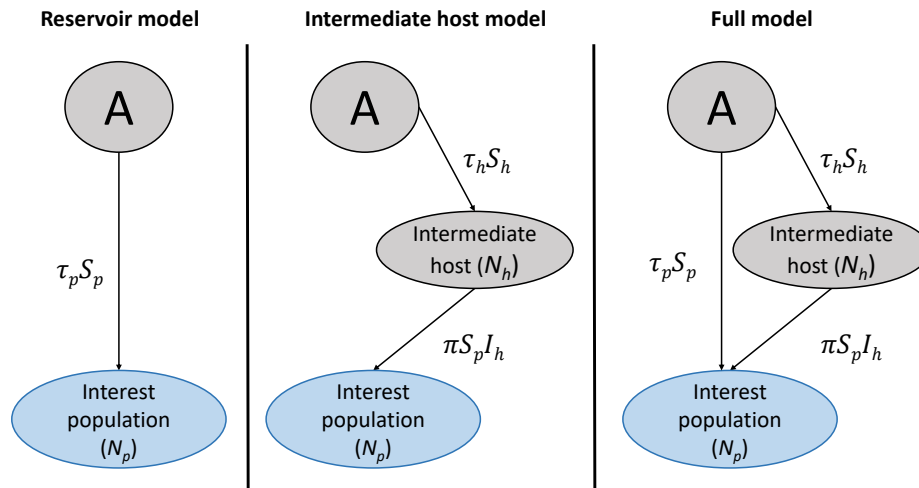 Reservoir model
A
τₚSₚ
Interest
population
(Nₚ)
Intermediate host model
A
τₕSₕ
Intermediate
host (Nₕ)
πSₚIₕ
Interest
population
(Nₚ)
Full model
A
τₕSₕ
τₚSₚ
Intermediate
host (Nₕ)
πSₚIₕ
Interest
population
(Nₚ)